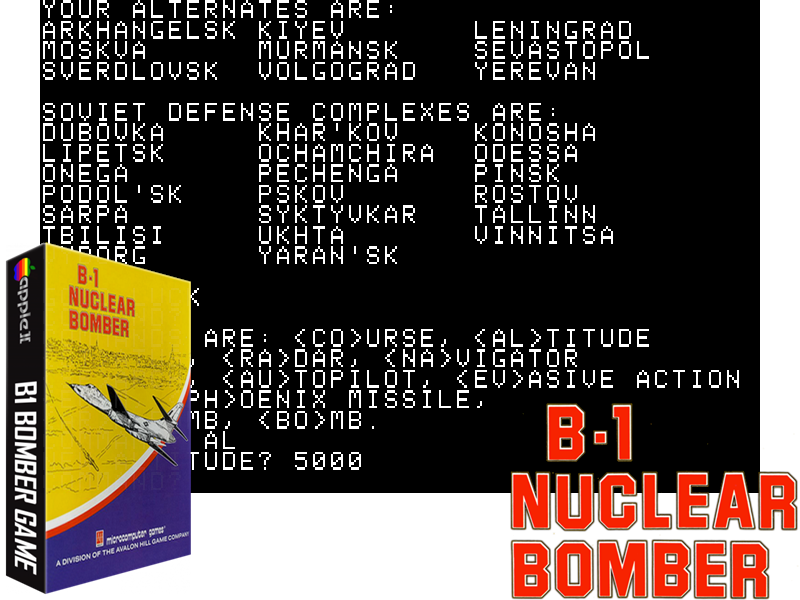 YOUR ALTERNATES ARE:
ARKHANGELSK KIYEV LENINGRAD
MOSKVA MURMANSK SEVASTOPOL
SVERDLOVSK VOLGOGRAD YEREVAN
SOVIET DEFENSE COMPLEXES ARE:
DUBOVKA KHAR'KOV KONOSHA
LIPETSK OCHAMCHIRA ODESSA
ONEGA PECHENGA PINSK
PODOL'SK PSKOV ROSTOV
SARPA SYKTYVKAR TALLINN
TBILISI UKHTA VINNITSA
YARAN'SK
K
ARE: <CO>URSE, <AL>TITUDE
, <RA>DAR, <NA>VIGATOR
, <AU>TOPILOT, <EV>ASIVE ACTION
PH>OENIX MISSILE,
MB, <BO>MB.
AL
TUDE? 5000
apple ][
B1 BOMBER GAME
B-1
NUCLEAR
BOMBER
microcomputer games
A DIVISION OF THE AVALON HILL GAME COMPANY
B-1
NUCLEAR
BOMBER